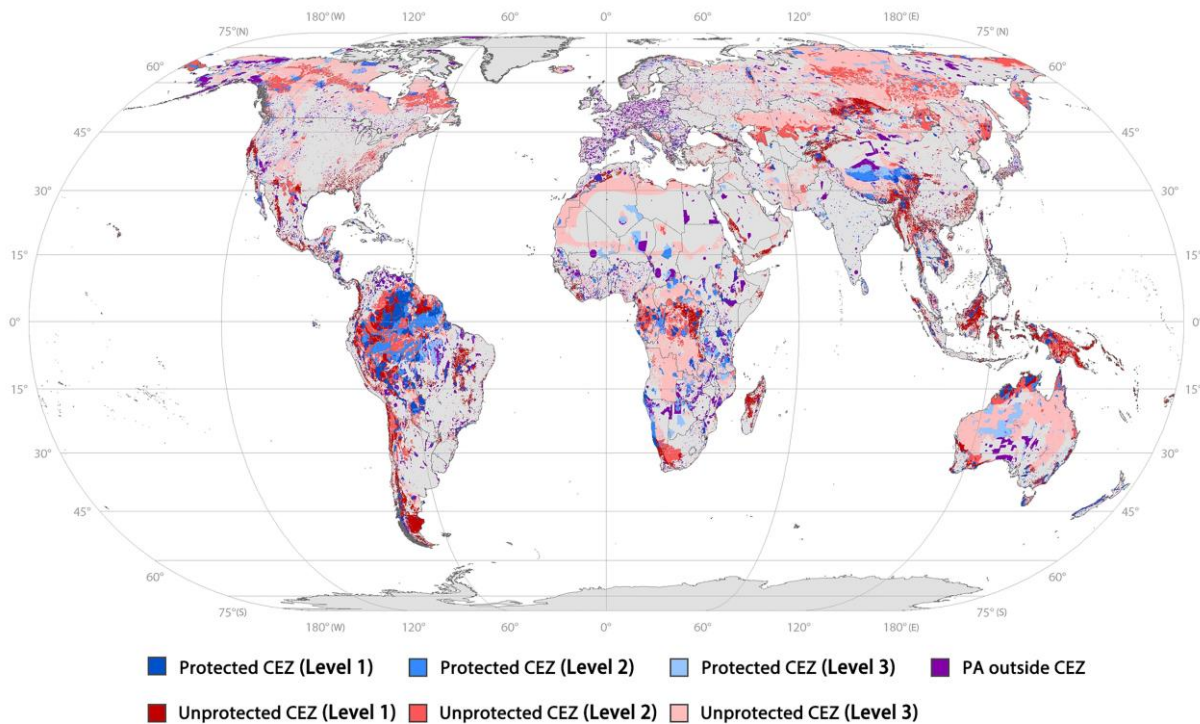 180° (W) 120° 60° 0° 60° 120° 180° (E)
75° (N) 75° (N)
60° 60°
45° 45°
30° 30°
15° 15°
0° 0°
15° 15°
30° 30°
45° 45°
60° 60°
75° (S) 75° (S)
180° (W) 120° 60° 0° 60° 120° 180° (E)
Protected CEZ (Level 1) Protected CEZ (Level 2) Protected CEZ (Level 3) PA outside CEZ
Unprotected CEZ (Level 1) Unprotected CEZ (Level 2) Unprotected CEZ (Level 3)